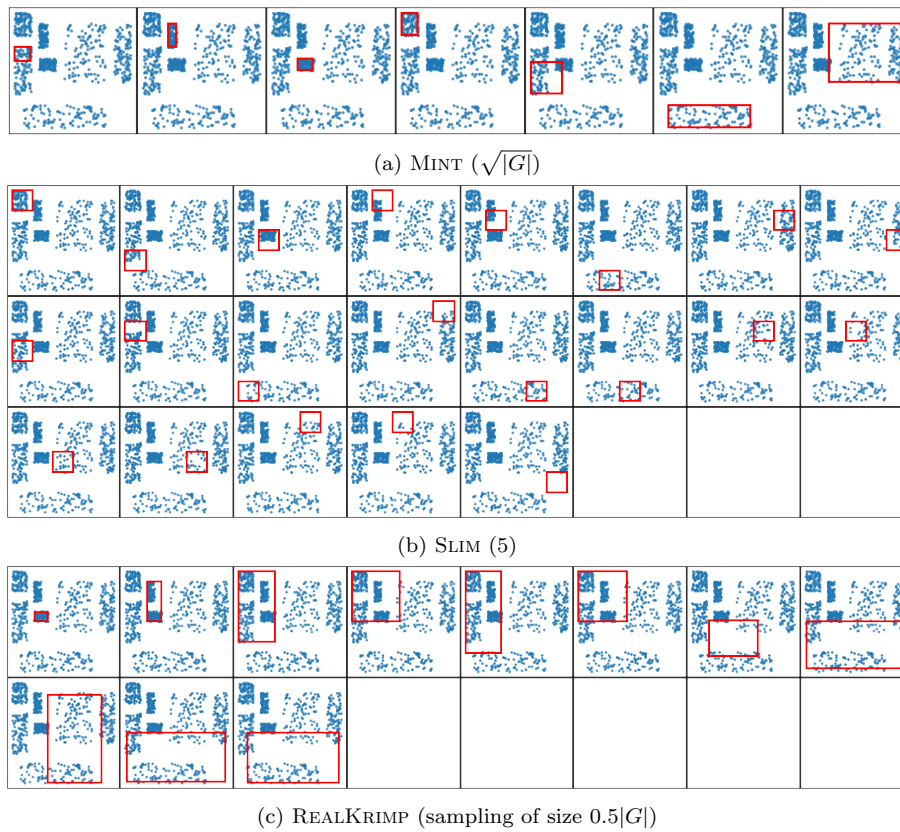 (a) MINT (√|G|)
(b) SLIM (5)
(c) REALKRIMP (sampling of size 0.5|G|)